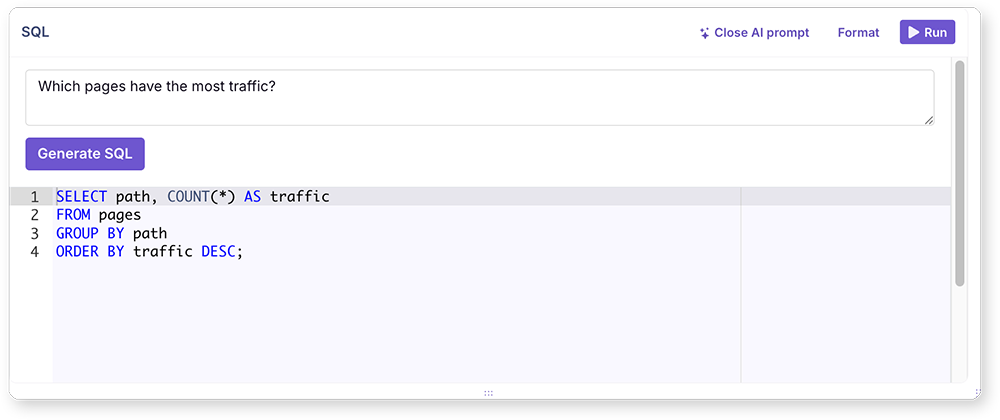 SQL
Close AI prompt Format Run
Which pages have the most traffic?
Generate SQL
1 SELECT path, COUNT(*) AS traffic
2 FROM pages
3 GROUP BY path
4 ORDER BY traffic DESC;